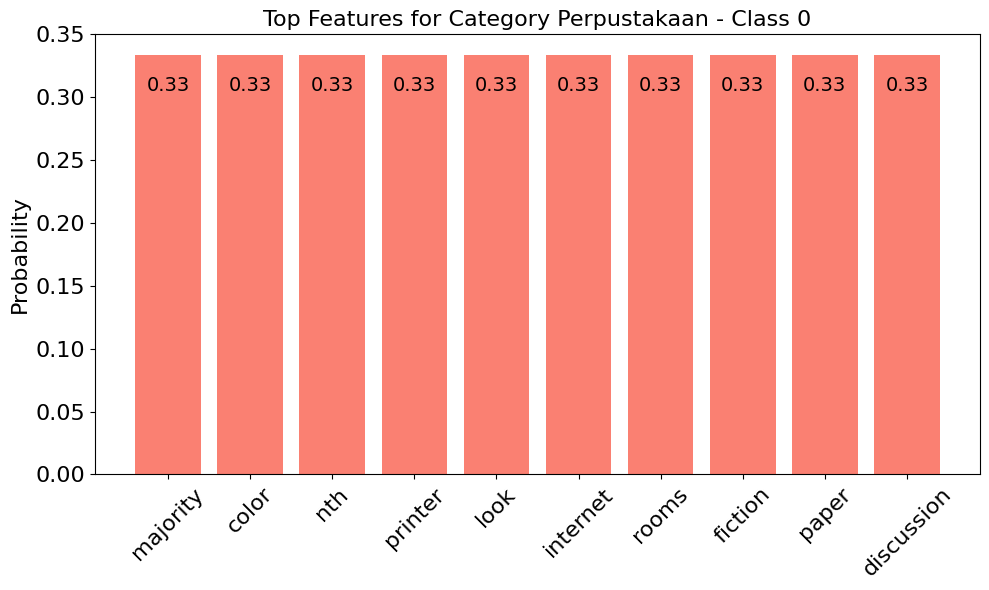 Top Features for Category Perpustakaan - Class 0
Probability
0.35
0.30
0.25
0.20
0.15
0.10
0.05
0.00
0.33 0.33 0.33 0.33 0.33 0.33 0.33 0.33 0.33 0.33
majority color nth printer look internet rooms fiction paper discussion